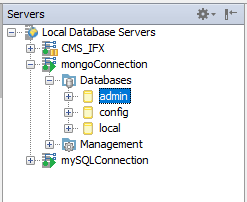 Servers
Local Database Servers
CMS_IFX
mongoConnection
Databases
admin
config
local
Management
mySQLConnection